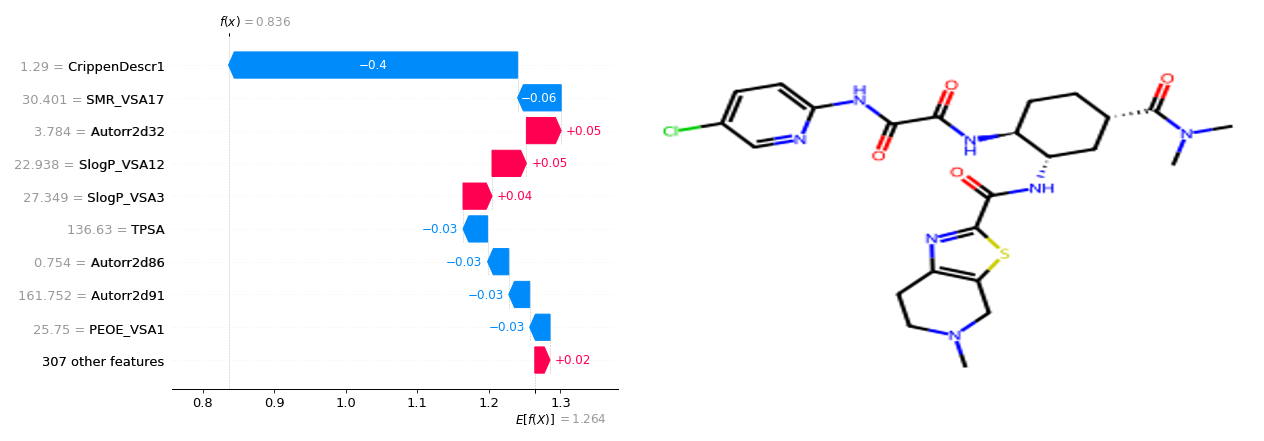 f(x) = 0.836
1.29 = CrippenDescr1
−0.4
30.401 = SMR_VSA17
−0.06
3.784 = Autorr2d32
+0.05
22.938 = SlogP_VSA12
+0.05
27.349 = SlogP_VSA3
+0.04
136.63 = TPSA
−0.03
0.754 = Autorr2d86
−0.03
161.752 = Autorr2d91
−0.03
25.75 = PEOE_VSA1
−0.03
307 other features
+0.02
0.8 0.9 1.0 1.1 1.2 1.3
E[f(X)] = 1.264
O
O
H
N
Cl
N
O
N
H
N
O
NH
N
S
N